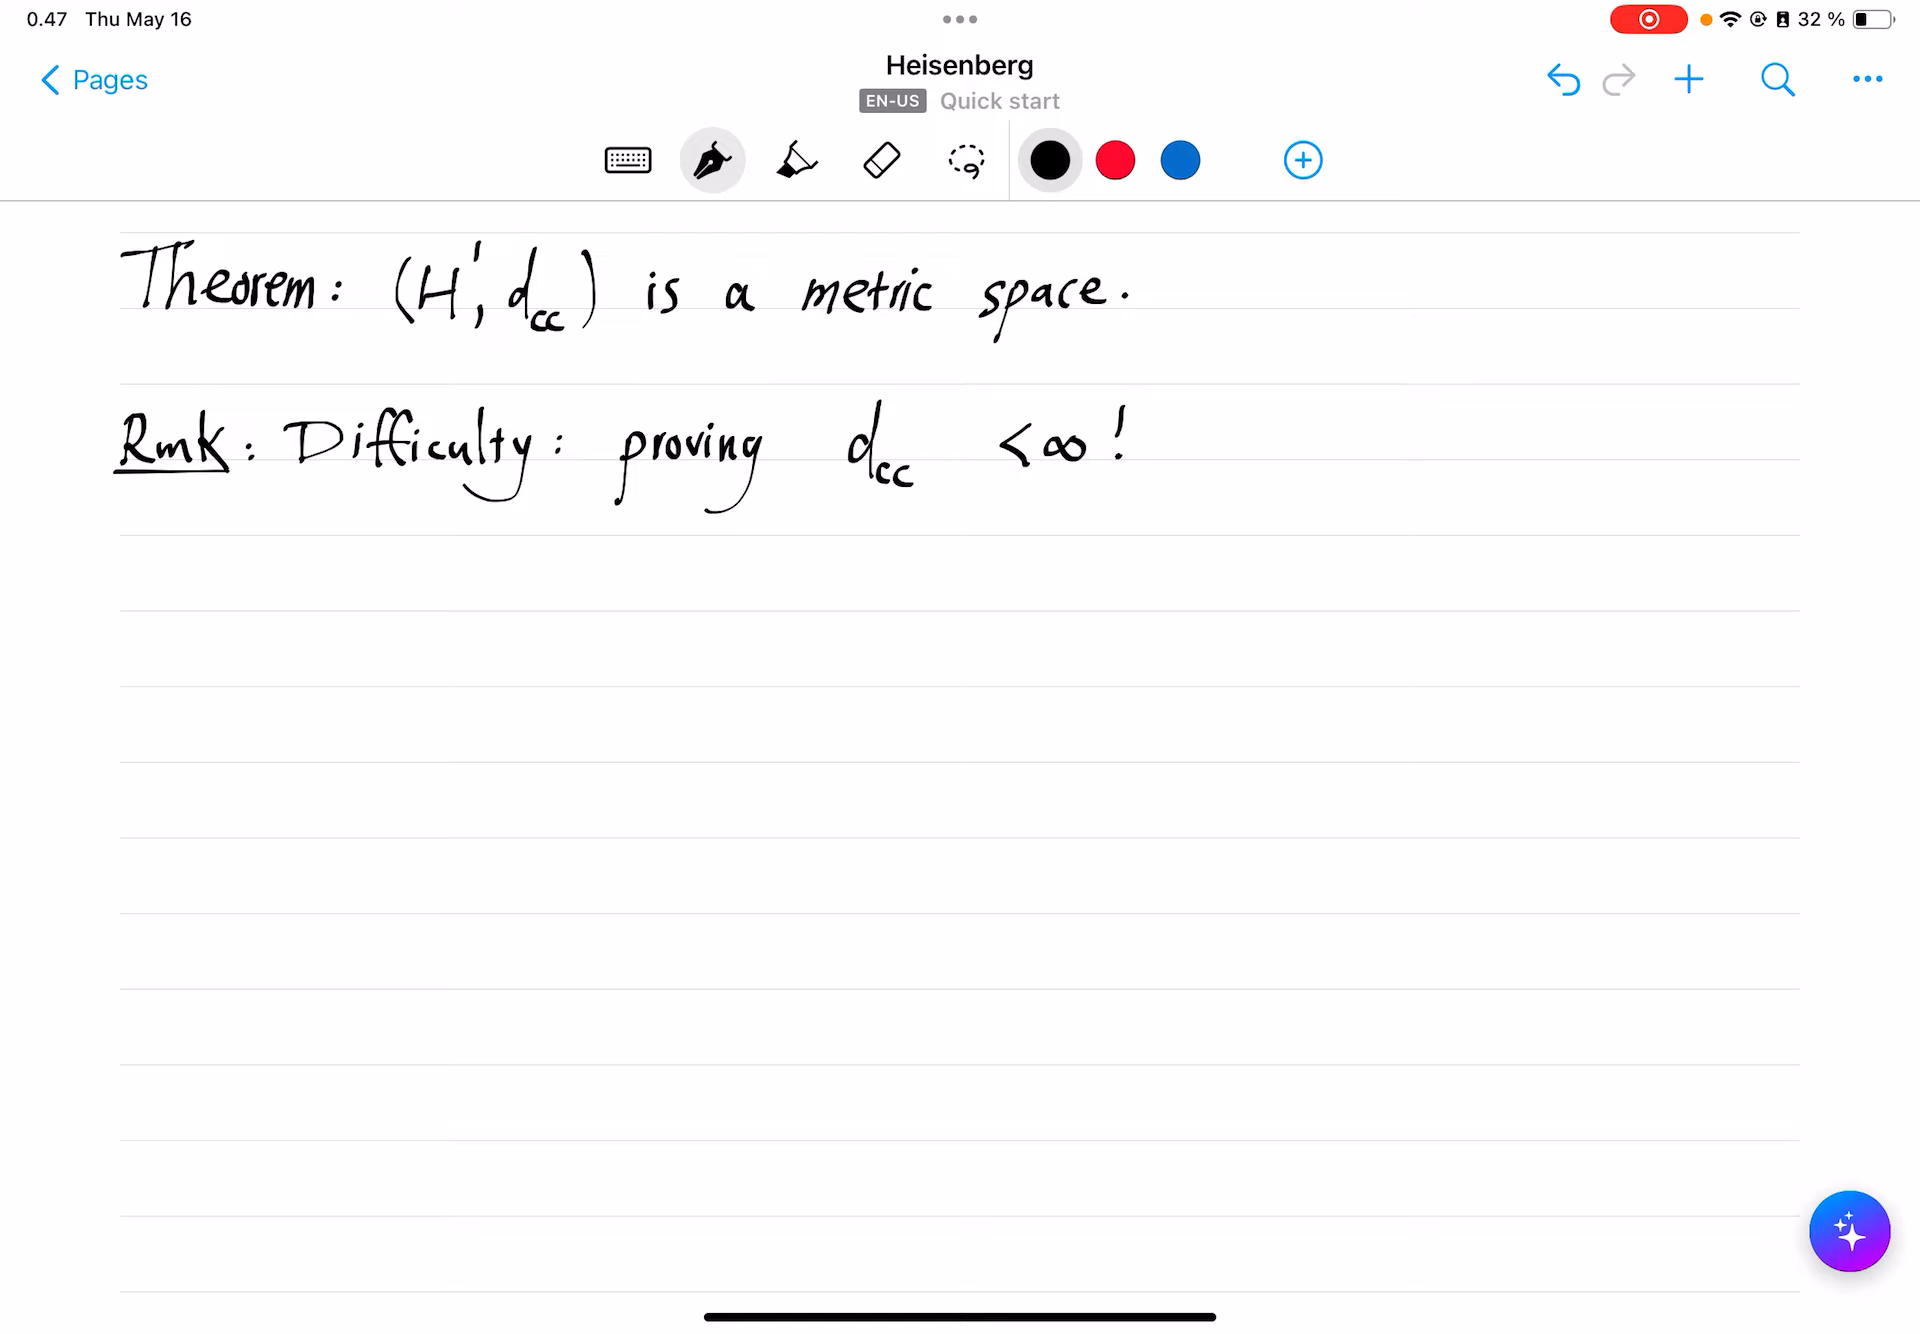 0.47 Thu May 16
32 %
Pages
Heisenberg
EN-US Quick start
Theorem: (H¹, d_cc) is a metric space.
Rmk: Difficulty: proving d_cc < ∞!